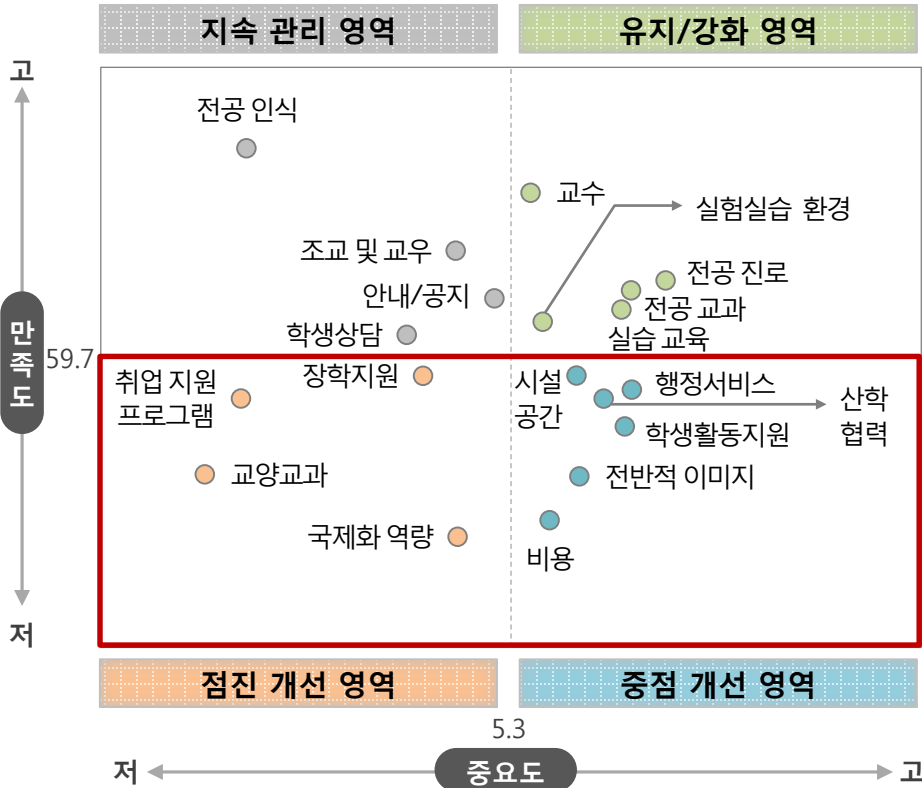 지속 관리 영역
유지/강화 영역
고
전공 인식
교수
실험실습 환경
조교 및 교우
전공 진로
안내/공지
전공 교과
학생상담
실습 교육
만족도
59.7
취업 지원
프로그램
장학지원
시설
공간
행정서비스
산학
협력
학생활동지원
교양교과
전반적 이미지
국제화 역량
비용
저
점진 개선 영역
중점 개선 영역
5.3
저
중요도
고